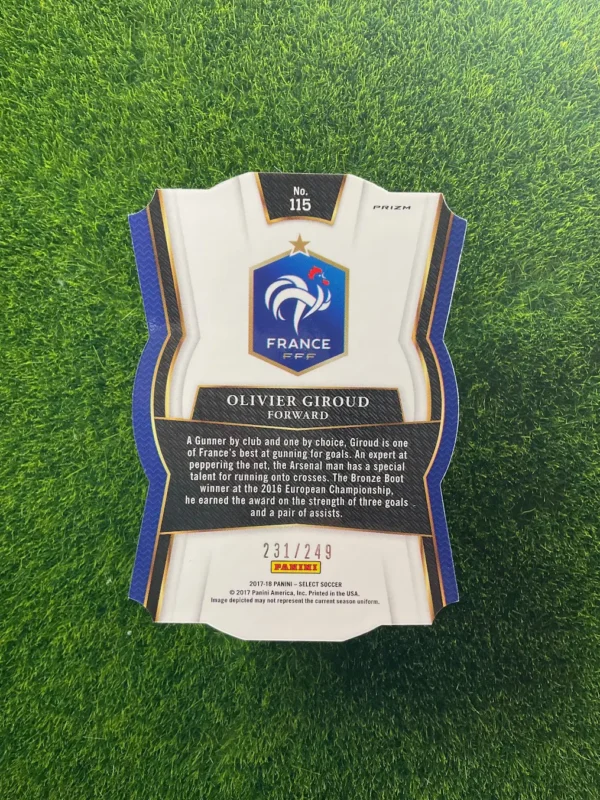 No.
115
PRIZM
FRANCE
FFF
OLIVIER GIROUD
FORWARD
A Gunner by club and one by choice, Giroud is one
of France's best at gunning for goals. An expert at
peppering the net, the Arsenal man has a special
talent for running onto crosses. The Bronze Boot
winner at the 2016 European Championship,
he earned the award on the strength of three goals
and a pair of assists.
231/249
PANINI
2017-18 PANINI – SELECT SOCCER
© 2017 Panini America, Inc. Printed in the USA.
Image depicted may not represent the current season uniform.